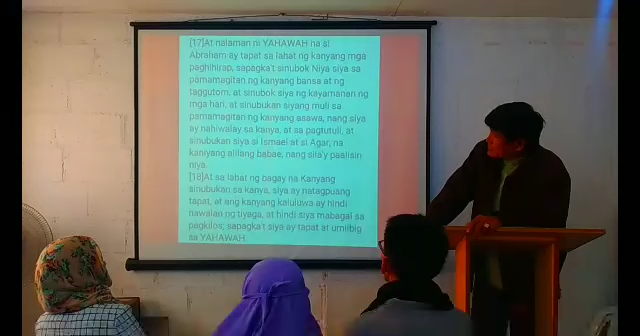 [17]At nalaman ni YAHAWAH na si
Abraham ay tapat sa lahat ng kanyang mga
paghihirap, sapagka't sinubok Niya siya sa
pamamagitan ng kanyang bansa at ng
taggutom, at sinubok siya ng kayamanan ng
mga hari, at sinubukan siyang muli sa
pamamagitan ng kanyang asawa, nang siya
ay nahiwalay sa kanya, at sa pagtutuli, at
sinubukan siya si Ismael at si Agar, na
kaniyang alilang babae, nang sila'y paalisin
niya.
[18]At sa lahat ng bagay na Kanyang
sinubukan sa kanya, siya ay natagpuang
tapat, at ang kanyang kaluluwa ay hindi
nawalan ng tiyaga, at hindi siya mabagal sa
pagkilos; sapagka't siya ay tapat at umiibig
sa YAHAWAH